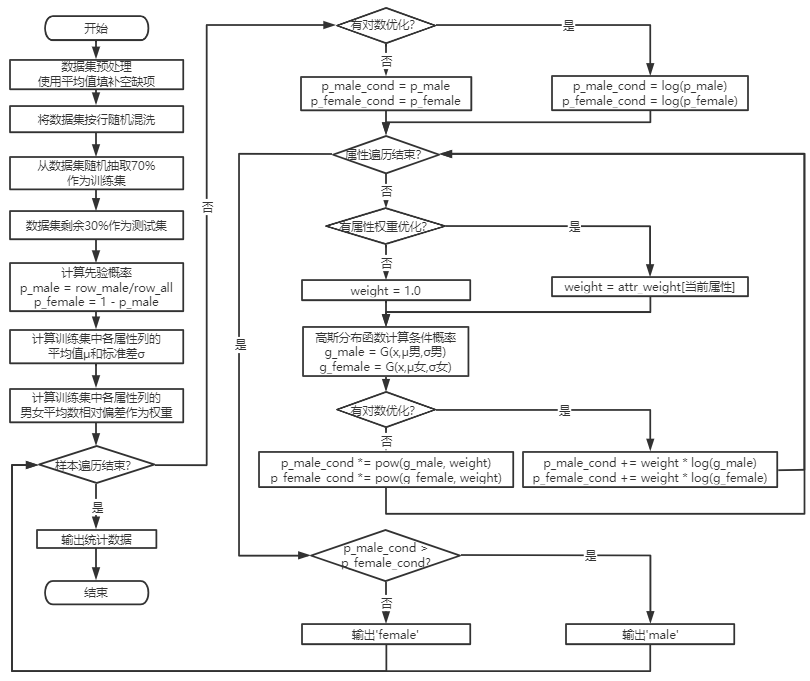 开始
数据集预处理
使用平均值填补空缺项
将数据集按行随机混洗
从数据集随机抽取70%
作为训练集
数据集剩余30%作为测试集
计算先验概率
p_male = row_male/row_all
p_female = 1 - p_male
计算训练集中各属性列的
平均值μ和标准差σ
计算训练集中各属性列的
男女平均数相对偏差作为权重
样本遍历结束?
是
输出统计数据
结束
否
有对数优化?
是
否
p_male_cond = p_male
p_female_cond = p_female
p_male_cond = log(p_male)
p_female_cond = log(p_female)
属性遍历结束?
否
是
有属性权重优化?
是
否
weight = 1.0
weight = attr_weight[当前属性]
高斯分布函数计算条件概率
g_male = G(x,μ男,σ男)
g_female = G(x,μ女,σ女)
有对数优化?
是
否
p_male_cond *= pow(g_male, weight)
p_female_cond *= pow(g_female, weight)
p_male_cond += weight * log(g_male)
p_female_cond += weight * log(g_female)
p_male_cond >
p_female_cond?
是
否
输出'female'
输出'male'